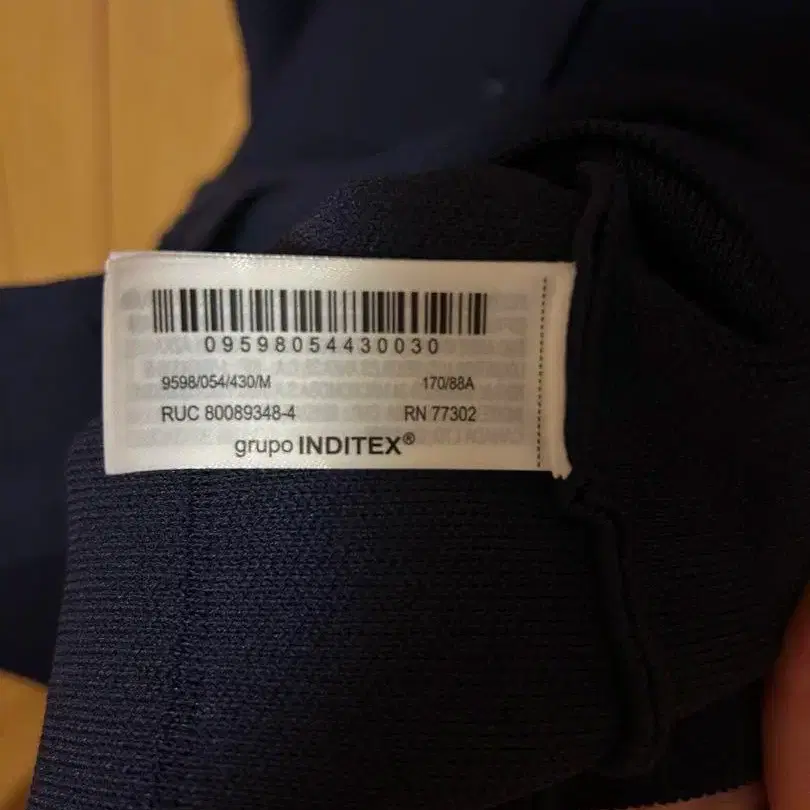 09598054430030
9598/054/430/M 170/88A
RUC 80089348-4 RN 77302
grupo INDITEX®